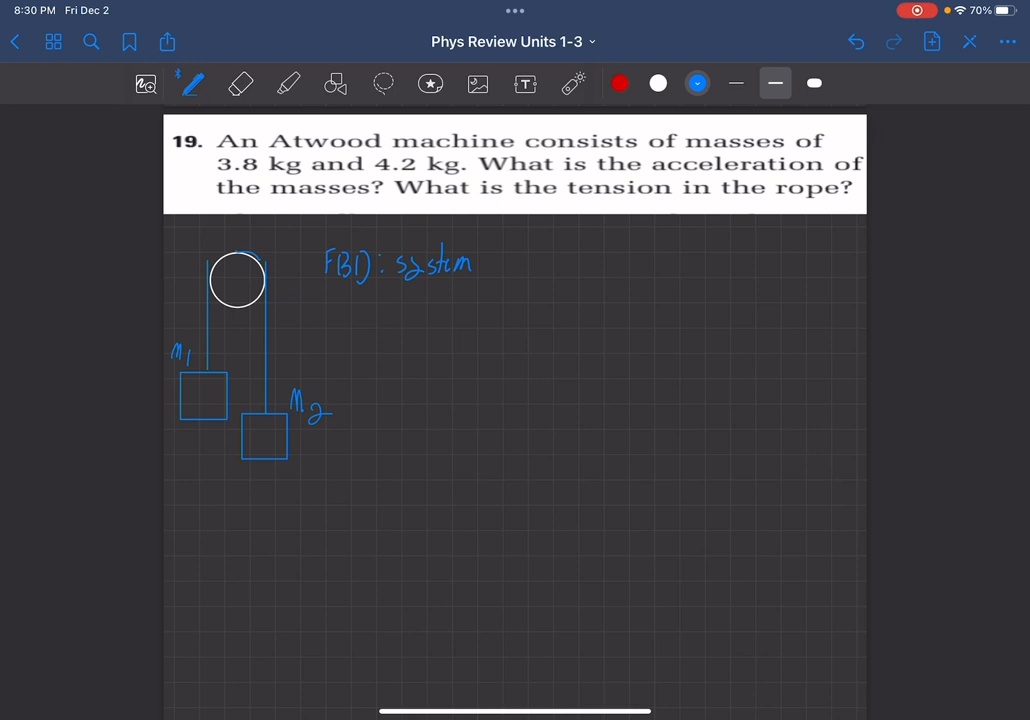 8:30 PM Fri Dec 2
70%
Phys Review Units 1-3
T
19. An Atwood machine consists of masses of
3.8 kg and 4.2 kg. What is the acceleration of
the masses? What is the tension in the rope?
FBD: system
M1
M2